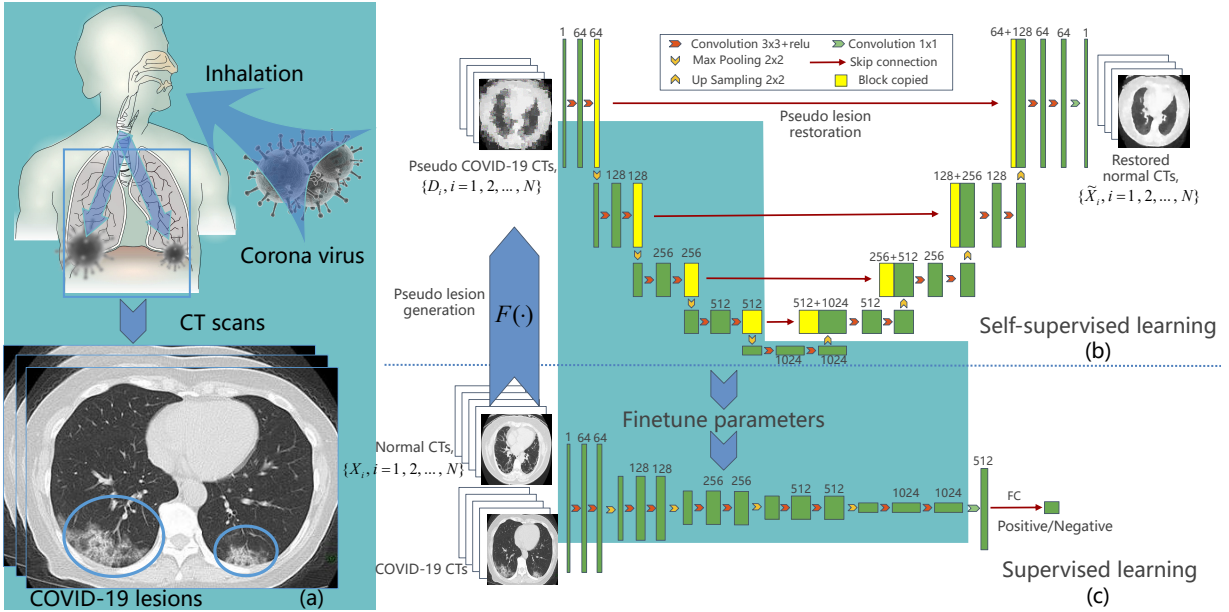 Inhalation
Corona virus
CT scans
COVID-19 lesions
(a)
1 64 64
Pseudo COVID-19 CTs,
{D_i, i = 1, 2, ..., N}
Convolution 3x3+relu
Convolution 1x1
Max Pooling 2x2
Skip connection
Up Sampling 2x2
Block copied
Pseudo lesion
restoration
64+128 64 64 1
Restored
normal CTs,
{X̃_i, i = 1, 2, ..., N}
128 128
128+256 128
256 256
256+512 256
512 512
512+1024 512
1024 1024
Pseudo lesion
generation
F(·)
Self-supervised learning
(b)
Finetune parameters
Normal CTs,
{X_i, i = 1, 2, ..., N}
COVID-19 CTs
1 64 64
128 128
256 256
512 512
1024 1024
512
FC
Positive/Negative
Supervised learning
(c)